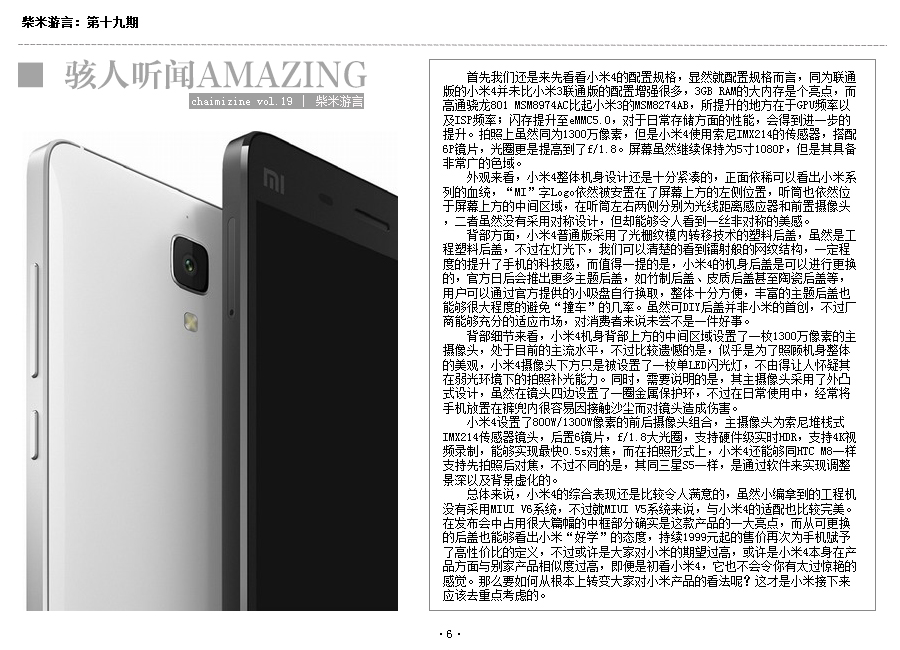 柴米游言：第十九期
骇人听闻AMAZING
chaimizine vol.19 | 柴米游言
mi
首先我们还是来先看看小米4的配置规格，显然就配置规格而言，同为联通
版的小米4并未比小米3联通版的配置增强很多，3GB RAM的大内存是个亮点，而
高通骁龙801 MSM8974AC比起小米3的MSM8274AB，所提升的地方在于GPU频率以
及ISP频率；闪存提升至eMMC5.0，对于日常存储方面的性能，会得到进一步的
提升。拍照上虽然同为1300万像素，但是小米4使用索尼IMX214的传感器，搭配
6P镜片，光圈更是提高到了f/1.8。屏幕虽然继续保持为5寸1080P，但是其具备
非常广的色域。
外观来看，小米4整体机身设计还是十分紧凑的，正面依稀可以看出小米系
列的血统，“MI”字Logo依然被安置在了屏幕上方的左侧位置，听筒也依然位
于屏幕上方的中间区域，在听筒左右两侧分别为光线距离感应器和前置摄像头
，二者虽然没有采用对称设计，但却能够令人看到一丝非对称的美感。
背部方面，小米4普通版采用了光栅纹模内转移技术的塑料后盖，虽然是工
程塑料后盖，不过在灯光下，我们可以清楚的看到镭射般的网纹结构，一定程
度的提升了手机的科技感，而值得一提的是，小米4的机身后盖是可以进行更换
的，官方日后会推出更多主题后盖，如竹制后盖、皮质后盖甚至陶瓷后盖等，
用户可以通过官方提供的小吸盘自行换取，整体十分方便，丰富的主题后盖也
能够很大程度的避免“撞车”的几率。虽然可DIY后盖并非小米的首创，不过厂
商能够充分的适应市场，对消费者来说未尝不是一件好事。
背部细节来看，小米4机身背部上方的中间区域设置了一枚1300万像素的主
摄像头，处于目前的主流水平，不过比较遗憾的是，似乎是为了照顾机身整体
的美观，小米4摄像头下方只是被设置了一枚单LED闪光灯，不由得让人怀疑其
在弱光环境下的拍照补光能力。同时，需要说明的是，其主摄像头采用了外凸
式设计，虽然在镜头四边设置了一圈金属保护环，不过在日常使用中，经常将
手机放置在裤兜内很容易因接触沙尘而对镜头造成伤害。
小米4设置了800W/1300W像素的前后摄像头组合，主摄像头为索尼堆栈式
IMX214传感器镜头，后置6镜片，f/1.8大光圈，支持硬件级实时HDR，支持4K视
频录制，能够实现最快0.5s对焦，而在拍照形式上，小米4还能够同HTC M8一样
支持先拍照后对焦，不过不同的是，其同三星S5一样，是通过软件来实现调整
景深以及背景虚化的。
总体来说，小米4的综合表现还是比较令人满意的，虽然小编拿到的工程机
没有采用MIUI V6系统，不过就MIUI V5系统来说，与小米4的适配也比较完美。
在发布会中占用很大篇幅的中框部分确实是这款产品的一大亮点，而从可更换
的后盖也能够看出小米“好学”的态度，持续1999元起的售价再次为手机赋予
了高性价比的定义，不过或许是大家对小米的期望过高，或许是小米4本身在产
品方面与别家产品相似度过高，即便是初看小米4，它也不会令你有太过惊艳的
感觉。那么要如何从根本上转变大家对小米产品的看法呢？这才是小米接下来
应该去重点考虑的。
·6·